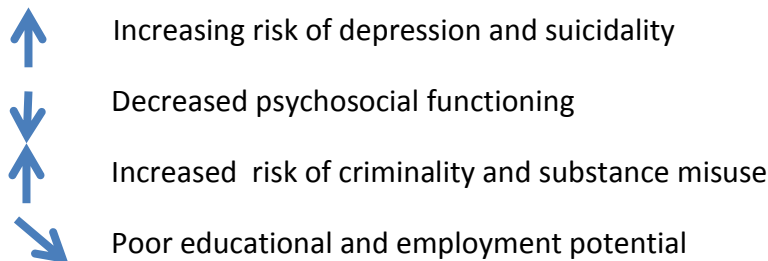 Increasing risk of depression and suicidality
Decreased psychosocial functioning
Increased  risk of criminality and substance misuse
Poor educational and employment potential